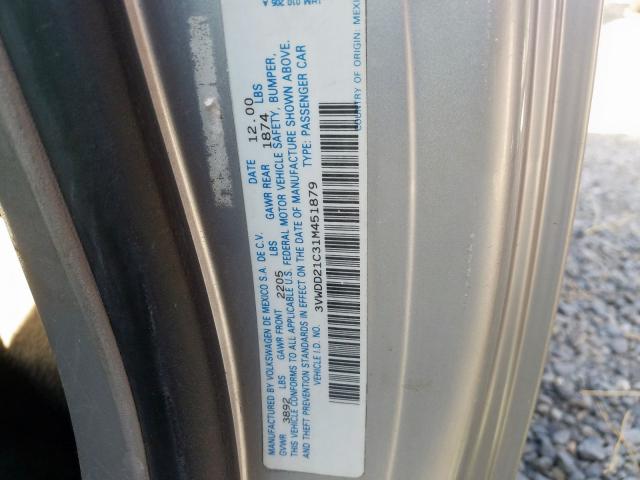 MANUFACTURED BY VOLKSWAGEN DE MEXICO S.A. DE C.V. DATE 12.00
GVWR 3892 LBS GAWR FRONT 2205 LBS GAWR REAR 1874 LBS
THIS VEHICLE CONFORMS TO ALL APPLICABLE U.S. FEDERAL MOTOR VEHICLE SAFETY, BUMPER,
AND THEFT PREVENTION STANDARDS IN EFFECT ON THE DATE OF MANUFACTURE SHOWN ABOVE.
VEHICLE I.D. NO. 3VWDD21C31M451879 TYPE: PASSENGER CAR
COUNTRY OF ORIGIN: MEXI